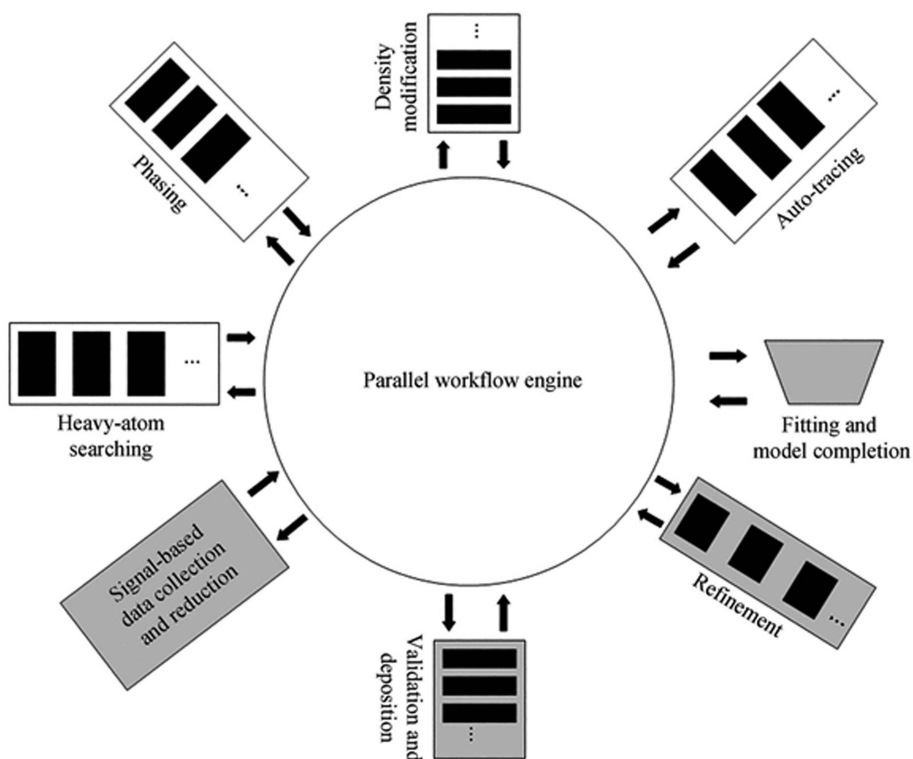 Density
modification
Phasing
Auto-tracing
Heavy-atom
searching
Parallel workflow engine
Fitting and
model completion
Signal-based
data collection
and reduction
Refinement
Validation and
deposition